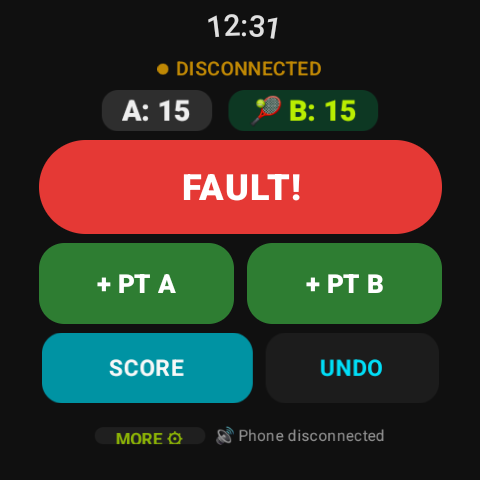 12:31
DISCONNECTED
A: 15 B: 15
FAULT!
+ PT A + PT B
SCORE UNDO
MORE ⚙ Phone disconnected